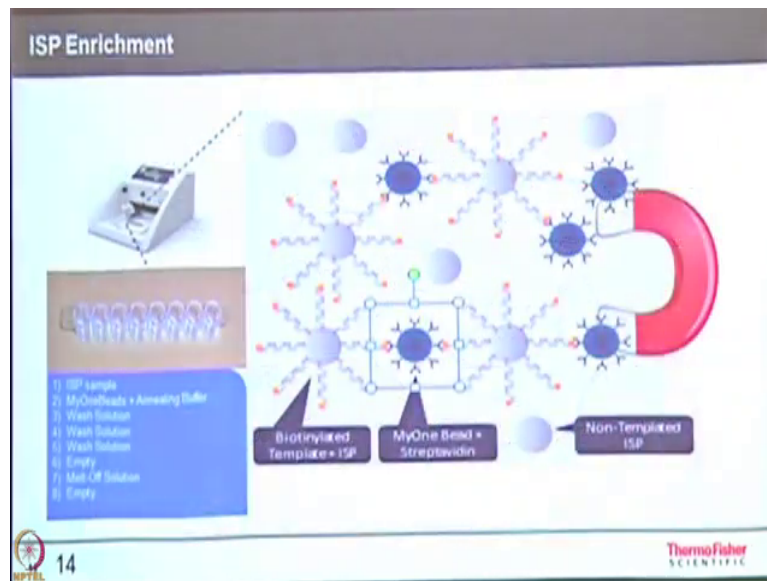 ISP Enrichment
1) ISP sample
2) MyOneBeads + Annealing Buffer
3) Wash Solution
4) Wash Solution
5) Wash Solution
6) Empty
7) Melt-Off Solution
8) Empty
Biotinylated
Template + ISP
MyOne Bead +
Streptavidin
Non-Templated
ISP
NPTEL
14
ThermoFisher
SCIENTIFIC